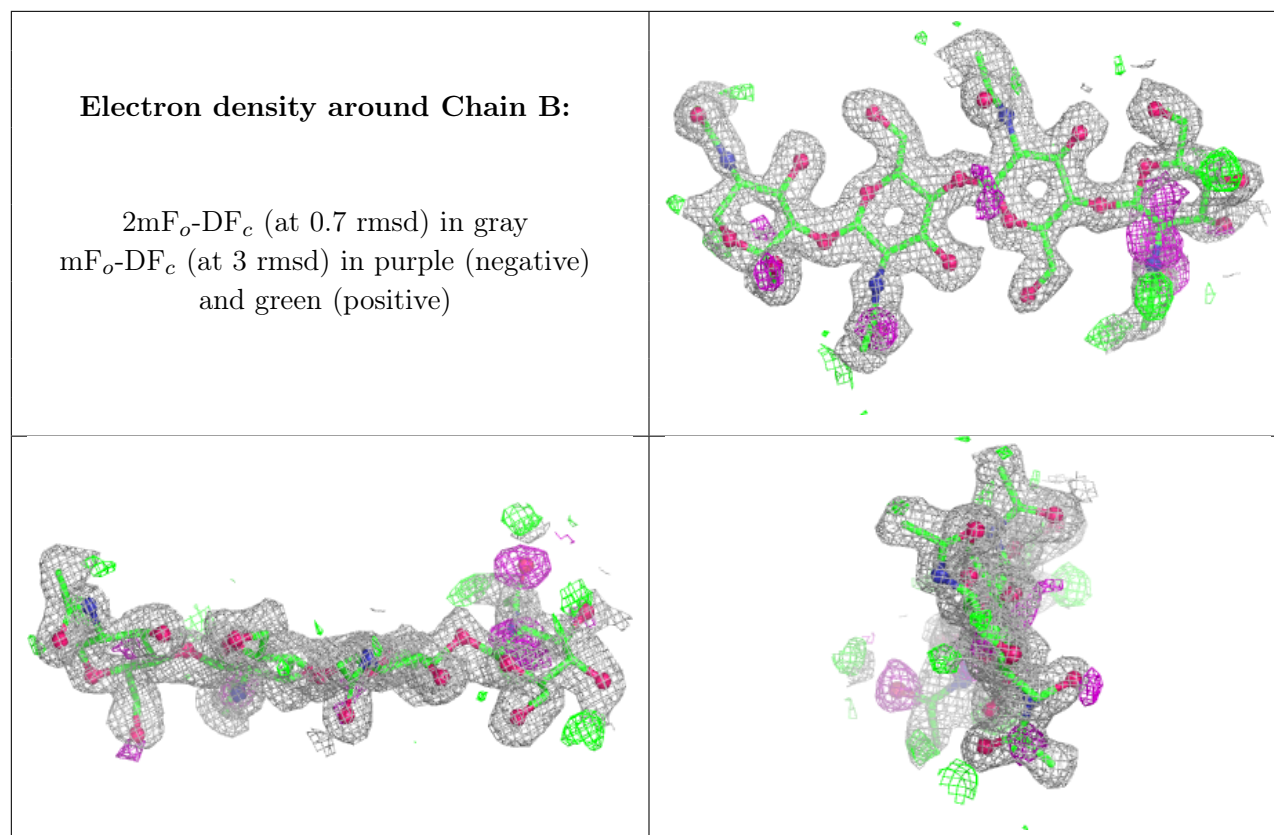 Electron density around Chain B:
2mFₒ-DF𝑐 (at 0.7 rmsd) in gray
mFₒ-DF𝑐 (at 3 rmsd) in purple (negative)
and green (positive)